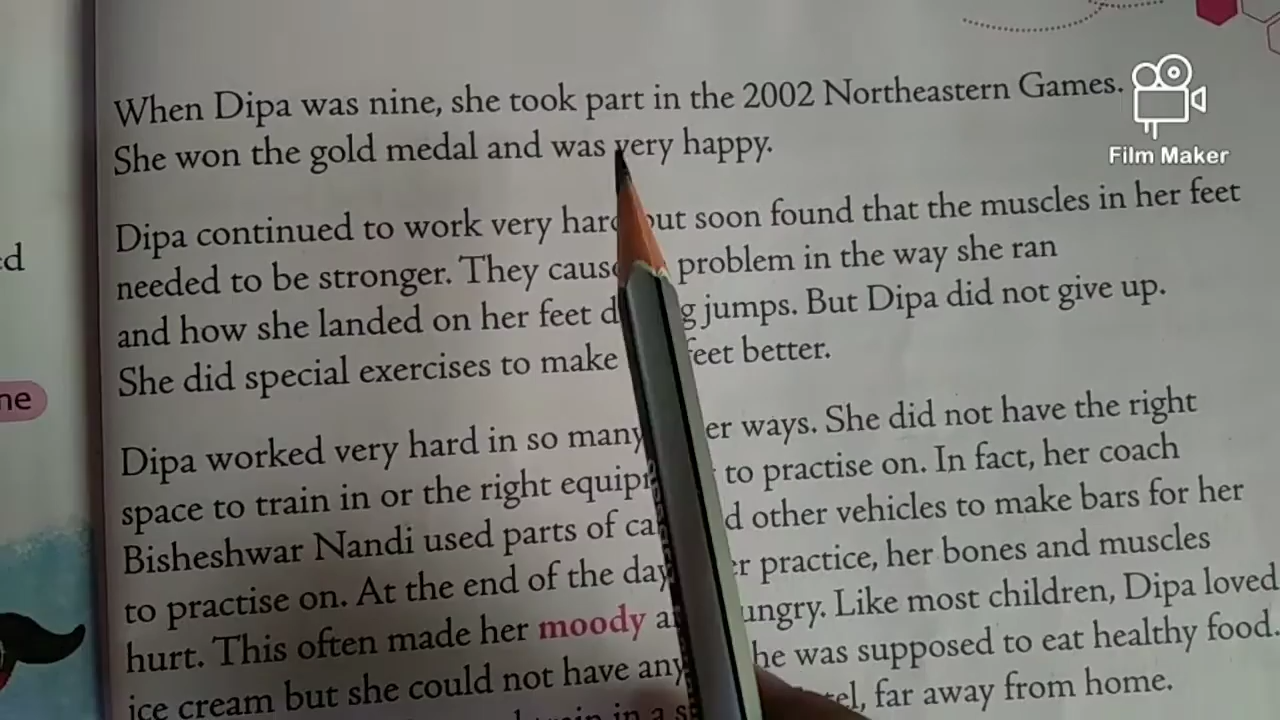 When Dipa was nine, she took part in the 2002 Northeastern Games.
She won the gold medal and was very happy.
Dipa continued to work very hard but soon found that the muscles in her feet
needed to be stronger. They cause problem in the way she ran
and how she landed on her feet d g jumps. But Dipa did not give up.
She did special exercises to make feet better.
Dipa worked very hard in so many er ways. She did not have the right
space to train in or the right equip to practise on. In fact, her coach
Bisheshwar Nandi used parts of ca d other vehicles to make bars for her
to practise on. At the end of the day er practice, her bones and muscles
hurt. This often made her moody a ungry. Like most children, Dipa loved
ice cream but she could not have any he was supposed to eat healthy food.
in a s el, far away from home.
ed
ne
Film Maker